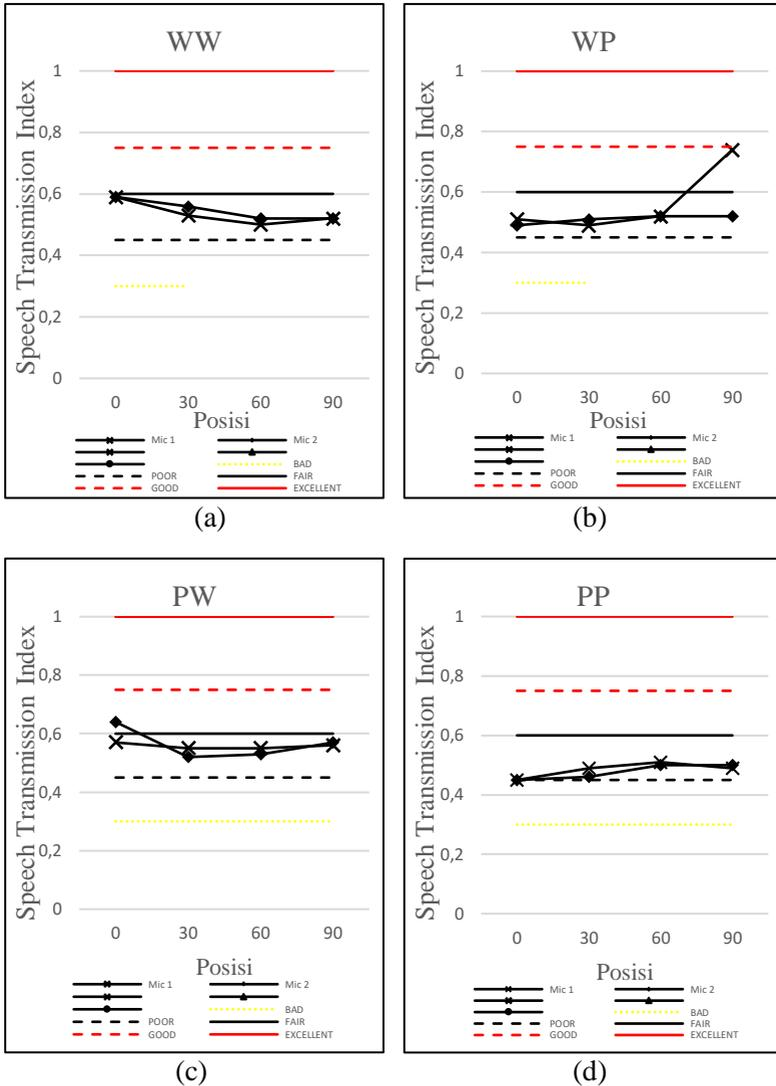 WW
Speech Transmission Index
1
0,8
0,6
0,4
0,2
0
0 30 60 90
Posisi
Mic 1 Mic 2
BAD
POOR FAIR
GOOD EXCELLENT
(a)
WP
Speech Transmission Index
1
0,8
0,6
0,4
0,2
0
0 30 60 90
Posisi
Mic 1 Mic 2
BAD
POOR FAIR
GOOD EXCELLENT
(b)
PW
Speech Transmission Index
1
0,8
0,6
0,4
0,2
0
0 30 60 90
Posisi
Mic 1 Mic 2
BAD
POOR FAIR
GOOD EXCELLENT
(c)
PP
Speech Transmission Index
1
0,8
0,6
0,4
0,2
0
0 30 60 90
Posisi
Mic 1 Mic 2
BAD
POOR FAIR
GOOD EXCELLENT
(d)